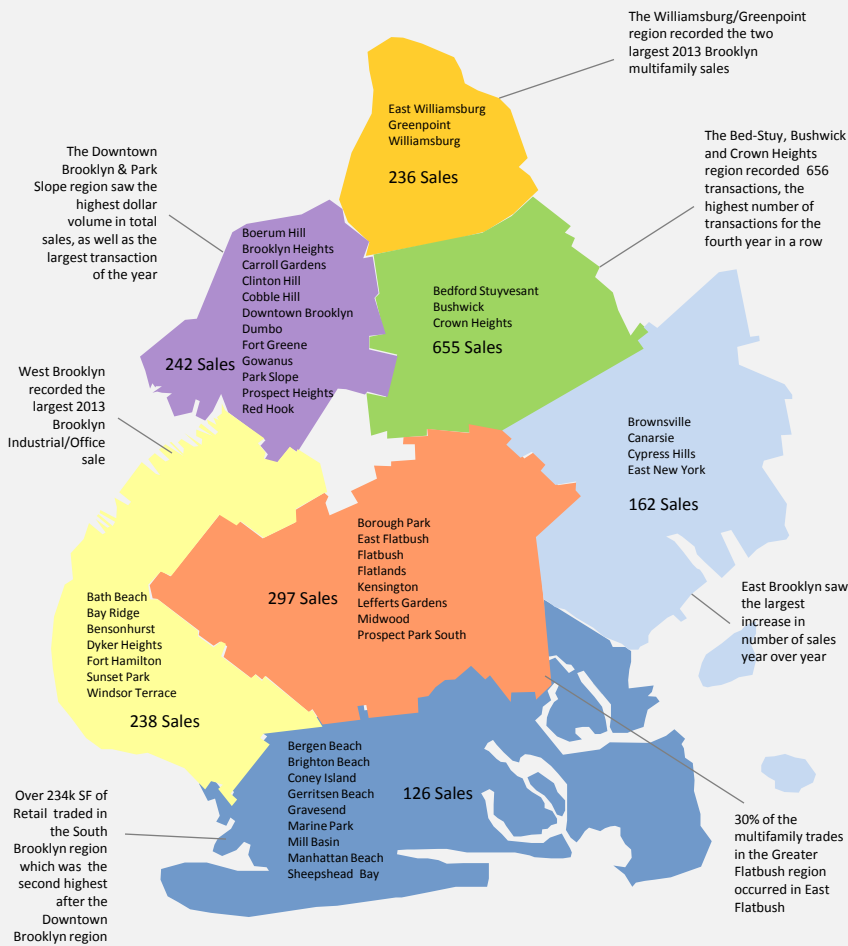 The Williamsburg/Greenpoint
region recorded the two
largest 2013 Brooklyn
multifamily sales
East Williamsburg
Greenpoint
Williamsburg
236 Sales
The Downtown
Brooklyn & Park
Slope region saw the
highest dollar
volume in total
sales, as well as the
largest transaction
of the year
The Bed-Stuy, Bushwick
and Crown Heights
region recorded 656
transactions, the
highest number of
transactions for the
fourth year in a row
Boerum Hill
Brooklyn Heights
Carroll Gardens
Clinton Hill
Cobble Hill
Downtown Brooklyn
Dumbo
Fort Greene
Gowanus
Park Slope
Prospect Heights
Red Hook
242 Sales
Bedford Stuyvesant
Bushwick
Crown Heights
655 Sales
West Brooklyn
recorded the
largest 2013
Brooklyn
Industrial/Office
sale
Brownsville
Canarsie
Cypress Hills
East New York
162 Sales
Borough Park
East Flatbush
Flatbush
Flatlands
Kensington
Lefferts Gardens
Midwood
Prospect Park South
297 Sales
Bath Beach
Bay Ridge
Bensonhurst
Dyker Heights
Fort Hamilton
Sunset Park
Windsor Terrace
238 Sales
East Brooklyn saw
the largest
increase in
number of sales
year over year
Bergen Beach
Brighton Beach
Coney Island
Gerritsen Beach
Gravesend
Marine Park
Mill Basin
Manhattan Beach
Sheepshead Bay
126 Sales
Over 234k SF of
Retail traded in
the South
Brooklyn region
which was the
second highest
after the
Downtown
Brooklyn region
30% of the
multifamily trades
in the Greater
Flatbush region
occurred in East
Flatbush